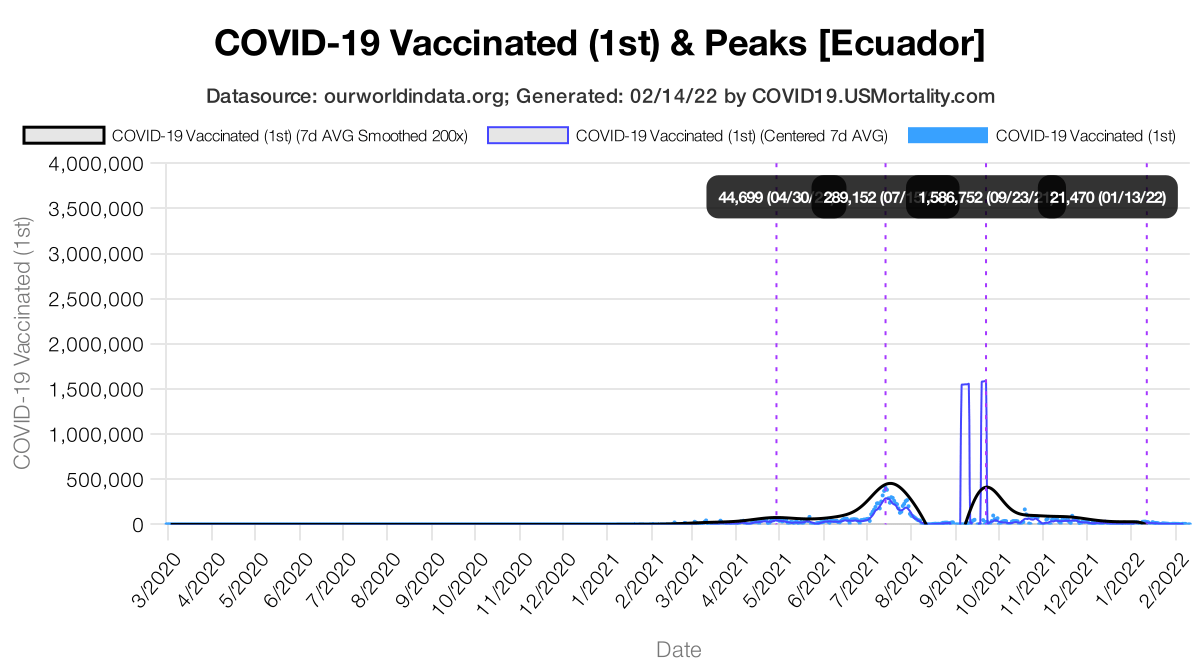 COVID-19 Vaccinated (1st) & Peaks [Ecuador]
Datasource: ourworldindata.org; Generated: 02/14/22 by COVID19.USMortality.com
COVID-19 Vaccinated (1st) (7d AVG Smoothed 200x) COVID-19 Vaccinated (1st) (Centered 7d AVG) COVID-19 Vaccinated (1st)
COVID-19 Vaccinated (1st)
4,000,000
3,500,000
3,000,000
2,500,000
2,000,000
1,500,000
1,000,000
500,000
0
44,699 (04/30/ 289,152 (07/ 1,586,752 (09/23/ 21,470 (01/13/22)
3/2020 4/2020 5/2020 6/2020 7/2020 8/2020 9/2020 10/2020 11/2020 12/2020 1/2021 2/2021 3/2021 4/2021 5/2021 6/2021 7/2021 8/2021 9/2021 10/2021 11/2021 12/2021 1/2022 2/2022
Date